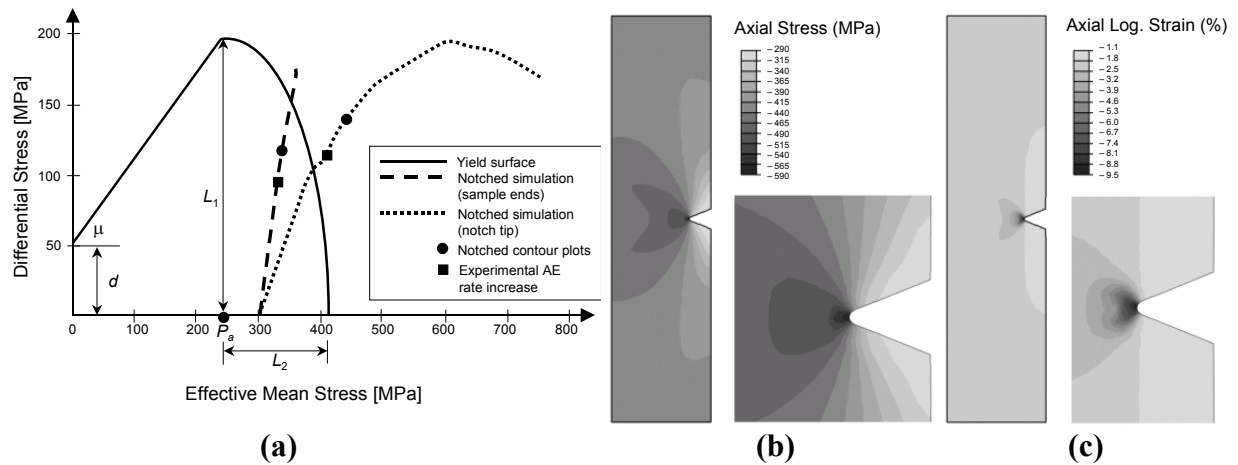 Differential Stress [MPa]
200
150
100
50
0
μ
d
L1
L2
Pa
0 100 200 300 400 500 600 700 800
Effective Mean Stress [MPa]
Yield surface
Notched simulation
(sample ends)
Notched simulation
(notch tip)
Notched contour plots
Experimental AE
rate increase
(a)
Axial Stress (MPa)
−290
−315
−340
−365
−390
−415
−440
−465
−490
−515
−540
−565
−590
(b)
Axial Log. Strain (%)
−1.1
−1.8
−2.5
−3.2
−3.9
−4.6
−5.3
−6.0
−6.7
−7.4
−8.1
−8.8
−9.5
(c)